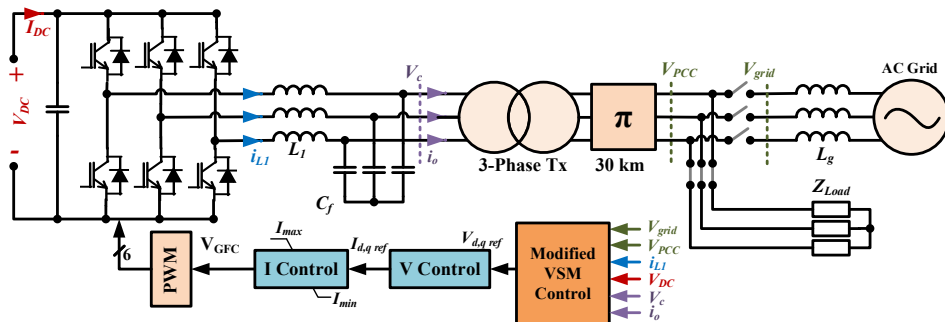 I_DC
+
V_DC
-
i_L1
L_1
C_f
V_c
i_o
3-Phase Tx
π
30 km
V_PCC
V_grid
L_g
AC Grid
Z_Load
6
PWM
V_GFC
I_max
I Control
I_min
I_d,q ref
V Control
V_d,q ref
Modified
VSM
Control
V_grid
V_PCC
i_L1
V_DC
V_c
i_o